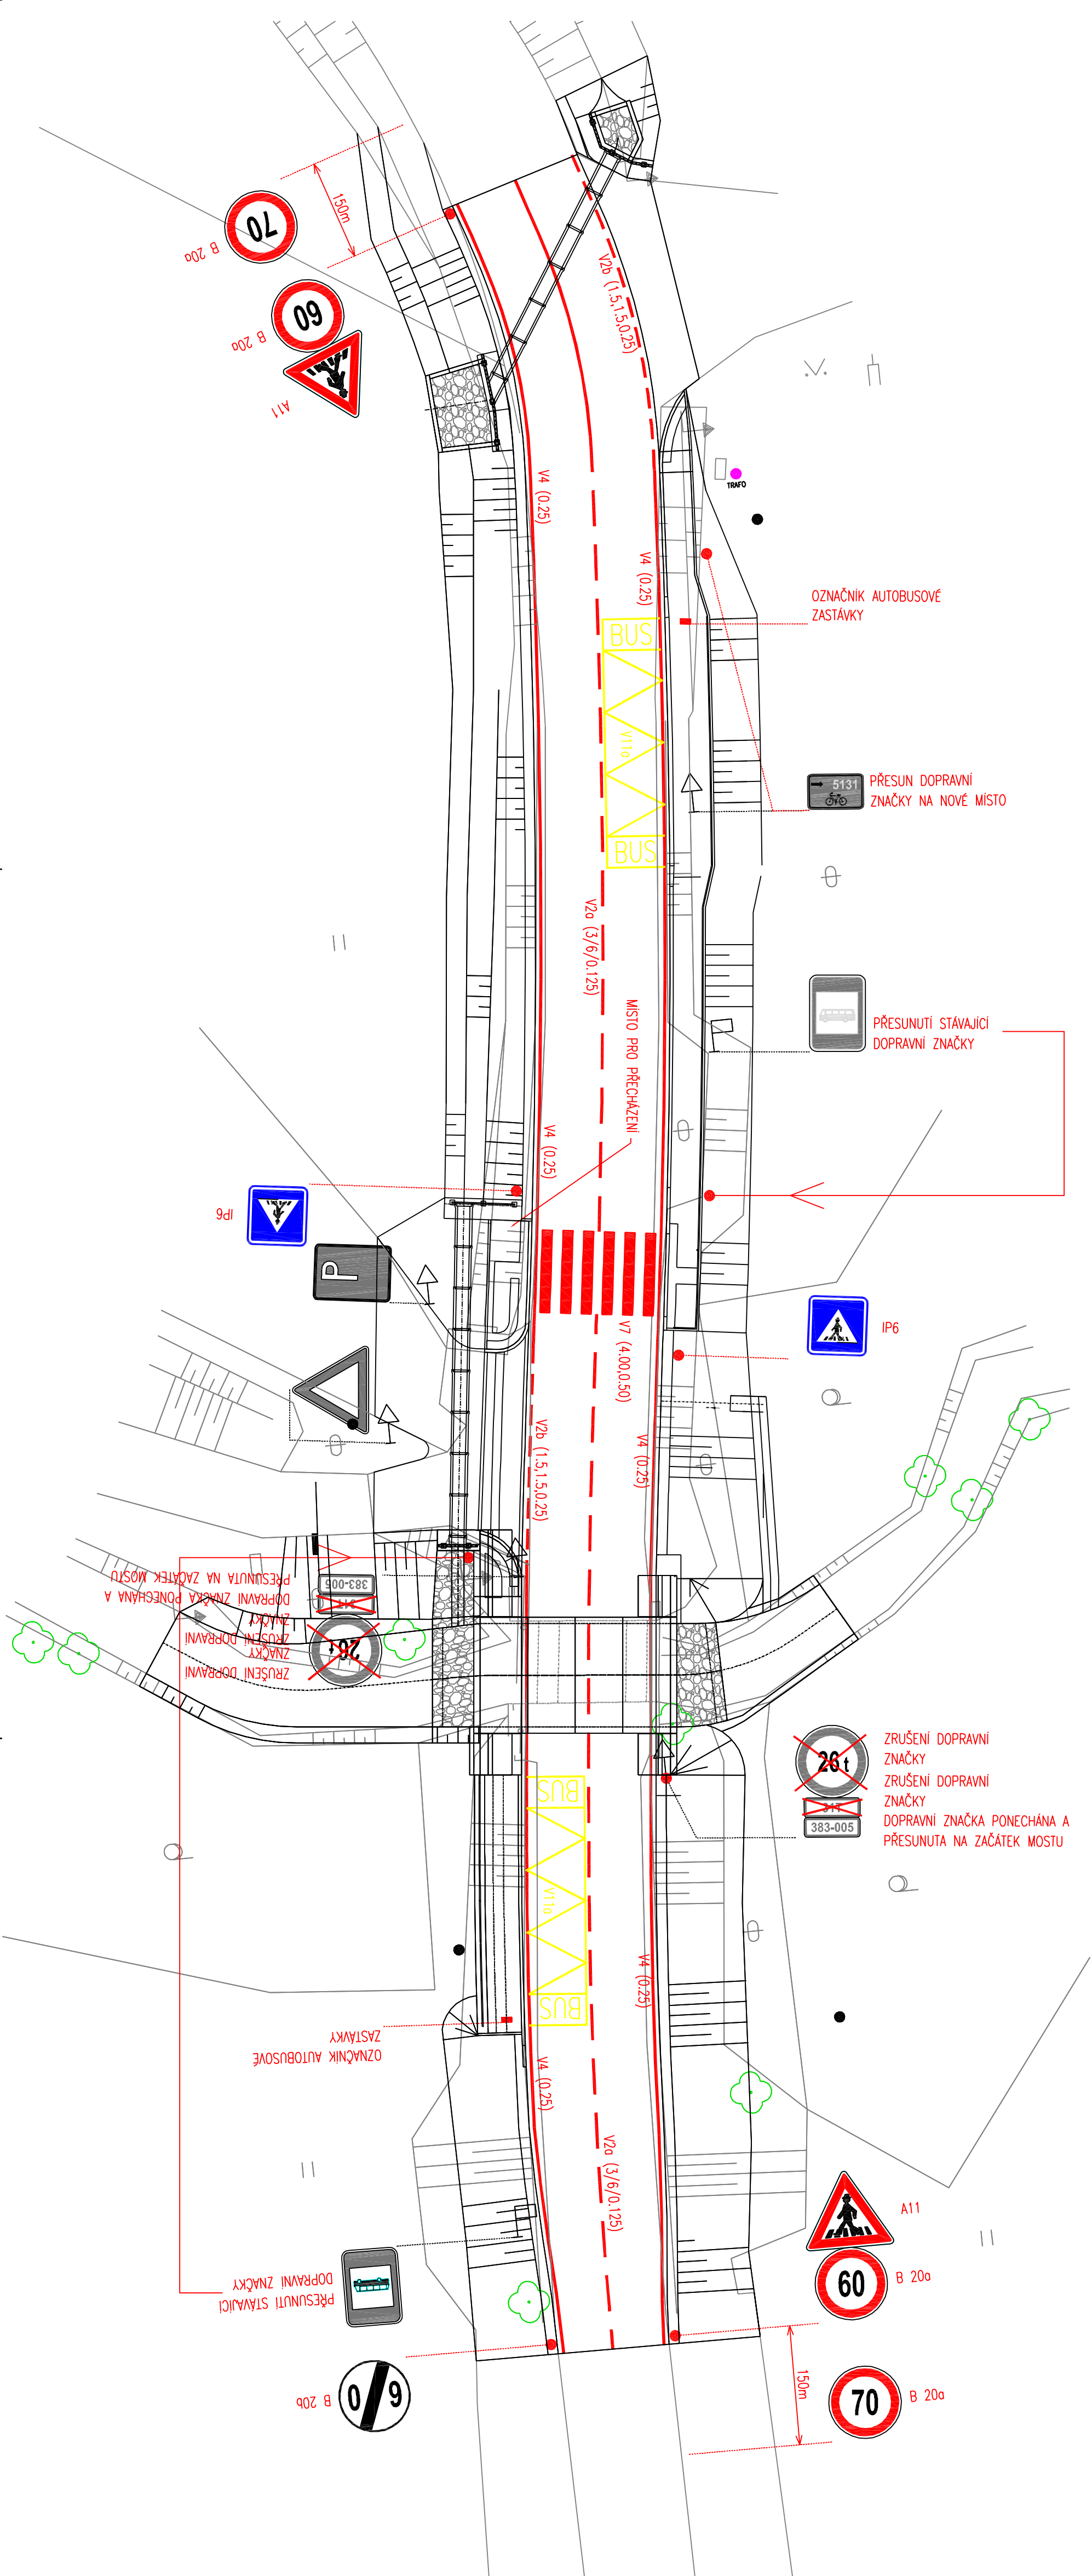 70
B 20a
150m
60
B 20a
A11
V2b (1.5,1.5,0.25)
V4 (0.25)
TRAFO
V4 (0.25)
OZNAČNÍK AUTOBUSOVÉ
ZASTÁVKY
BUS
V11a
BUS
5131
PŘESUN DOPRAVNÍ
ZNAČKY NA NOVÉ MÍSTO
V2a (3/6/0.125)
MÍSTO PRO PŘECHÁZENÍ
PŘESUNUTÍ STÁVAJÍCÍ
DOPRAVNÍ ZNAČKY
V4 (0.25)
IP6
P
IP6
V7 (4.00,0.50)
V2b (1.5,1.5,0.25)
V4 (0.25)
ZRUŠENÍ DOPRAVNÍ
ZNAČKY
ZRUŠENÍ DOPRAVNÍ
ZNAČKY
DOPRAVNÍ ZNAČKA PONECHÁNA A
PŘESUNUTA NA ZAČÁTEK MOSTU
26 t
383-005
26 t
383-005
ZRUŠENÍ DOPRAVNÍ
ZNAČKY
ZRUŠENÍ DOPRAVNÍ
ZNAČKY
DOPRAVNÍ ZNAČKA PONECHÁNA A
PŘESUNUTA NA ZAČÁTEK MOSTU
BUS
V11a
BUS
V4 (0.25)
OZNAČNÍK AUTOBUSOVÉ
ZASTÁVKY
V4 (0.25)
V2a (3/6/0.125)
A11
60
B 20a
PŘESUNUTÍ STÁVAJÍCÍ
DOPRAVNÍ ZNAČKY
60
B 20b
150m
70
B 20a